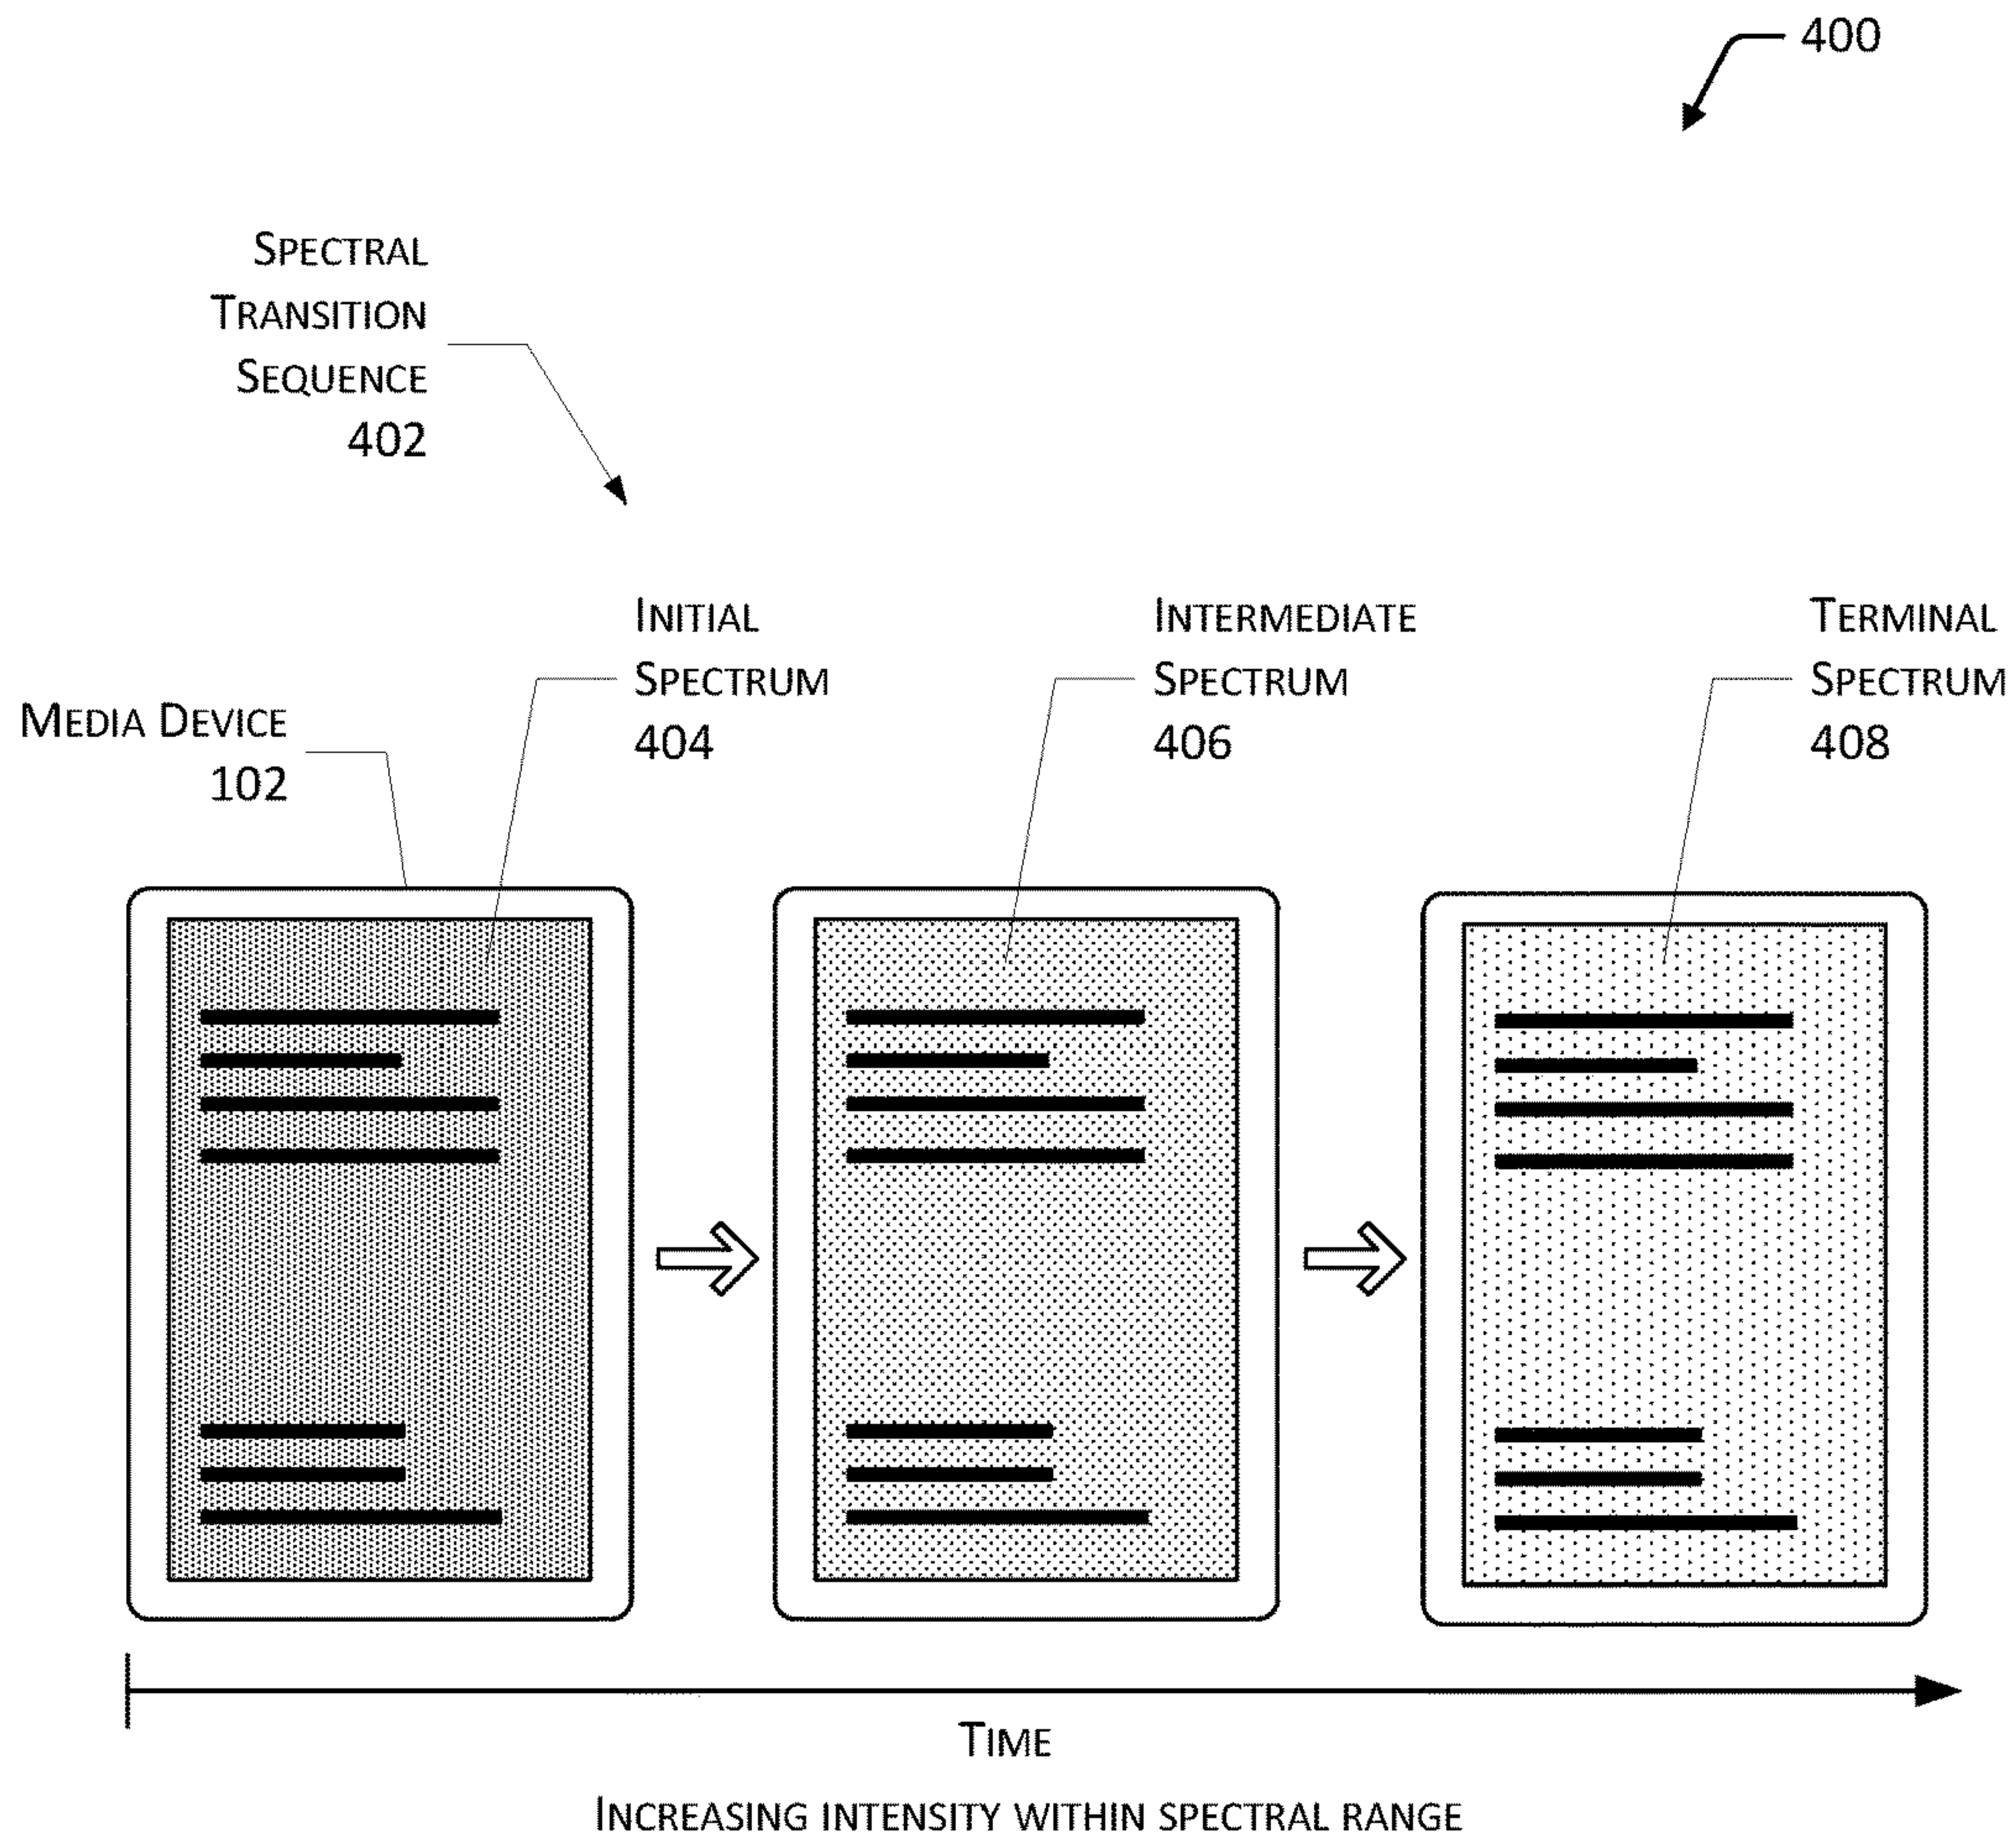 400
SPECTRAL
TRANSITION
SEQUENCE
402
INITIAL
SPECTRUM
404
INTERMEDIATE
SPECTRUM
406
TERMINAL
SPECTRUM
408
MEDIA DEVICE
102
TIME
INCREASING INTENSITY WITHIN SPECTRAL RANGE